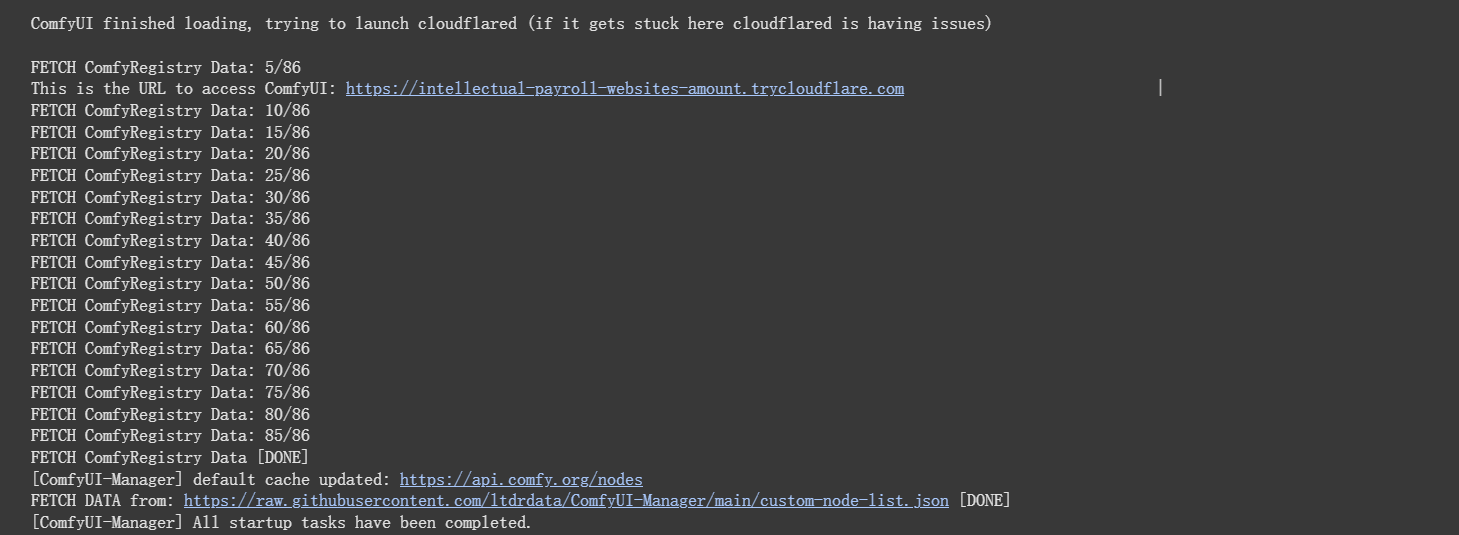 ComfyUI finished loading, trying to launch cloudflared (if it gets stuck here cloudflared is having issues)
FETCH ComfyRegistry Data: 5/86
This is the URL to access ComfyUI: https://intellectual-payroll-websites-amount.trycloudflare.com |
FETCH ComfyRegistry Data: 10/86
FETCH ComfyRegistry Data: 15/86
FETCH ComfyRegistry Data: 20/86
FETCH ComfyRegistry Data: 25/86
FETCH ComfyRegistry Data: 30/86
FETCH ComfyRegistry Data: 35/86
FETCH ComfyRegistry Data: 40/86
FETCH ComfyRegistry Data: 45/86
FETCH ComfyRegistry Data: 50/86
FETCH ComfyRegistry Data: 55/86
FETCH ComfyRegistry Data: 60/86
FETCH ComfyRegistry Data: 65/86
FETCH ComfyRegistry Data: 70/86
FETCH ComfyRegistry Data: 75/86
FETCH ComfyRegistry Data: 80/86
FETCH ComfyRegistry Data: 85/86
FETCH ComfyRegistry Data [DONE]
[ComfyUI-Manager] default cache updated: https://api.comfy.org/nodes
FETCH DATA from: https://raw.githubusercontent.com/ltdrdata/ComfyUI-Manager/main/custom-node-list.json [DONE]
[ComfyUI-Manager] All startup tasks have been completed.